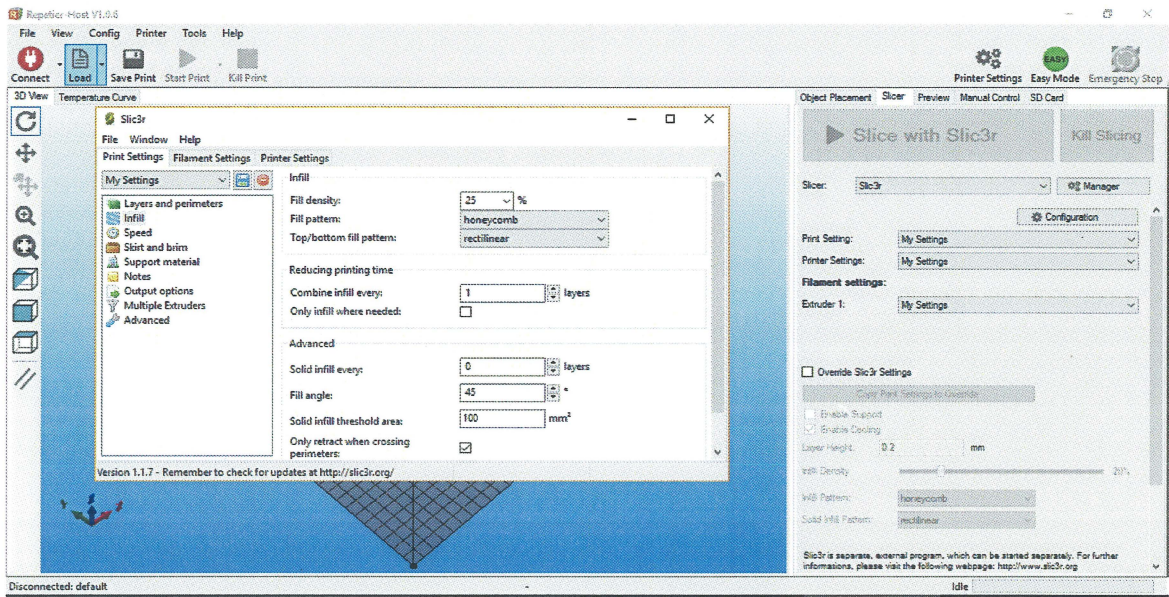 Repetier-Host V1.0.6
File View Config Printer Tools Help
Connect Load Save Print Start Print Kill Print
Printer Settings Easy Mode Emergency Stop
EASY
3D View Temperature Curve
Object Placement Slicer Preview Manual Control SD Card
Slic3r
File Window Help
Print Settings Filament Settings Printer Settings
My Settings
Layers and perimeters
Infill
Speed
Skirt and brim
Support material
Notes
Output options
Multiple Extruders
Advanced
Infill
Fill density: 25 %
Fill pattern: honeycomb
Top/bottom fill pattern: rectilinear
Reducing printing time
Combine infill every: 1 layers
Only infill where needed:
Advanced
Solid infill every: 0 layers
Fill angle: 45 °
Solid infill threshold area: 100 mm²
Only retract when crossing
perimeters:
Version 1.1.7 - Remember to check for updates at http://slic3r.org/
Slice with Slic3r Kill Slicing
Slicer: Slic3r Manager
Configuration
Print Setting: My Settings
Printer Settings: My Settings
Filament settings:
Extruder 1: My Settings
Override Slic3r Settings
Copy Print Settings to Override
Enable Support
Enable Cooling
Layer Height: 0.2 mm
Infill Density 20%
Infill Pattern: honeycomb
Solid Infill Pattern: rectilinear
Slic3r is separate, external program, which can be started separately. For further
informations, please visit the following webpage: http://www.slic3r.org
Disconnected: default - Idle